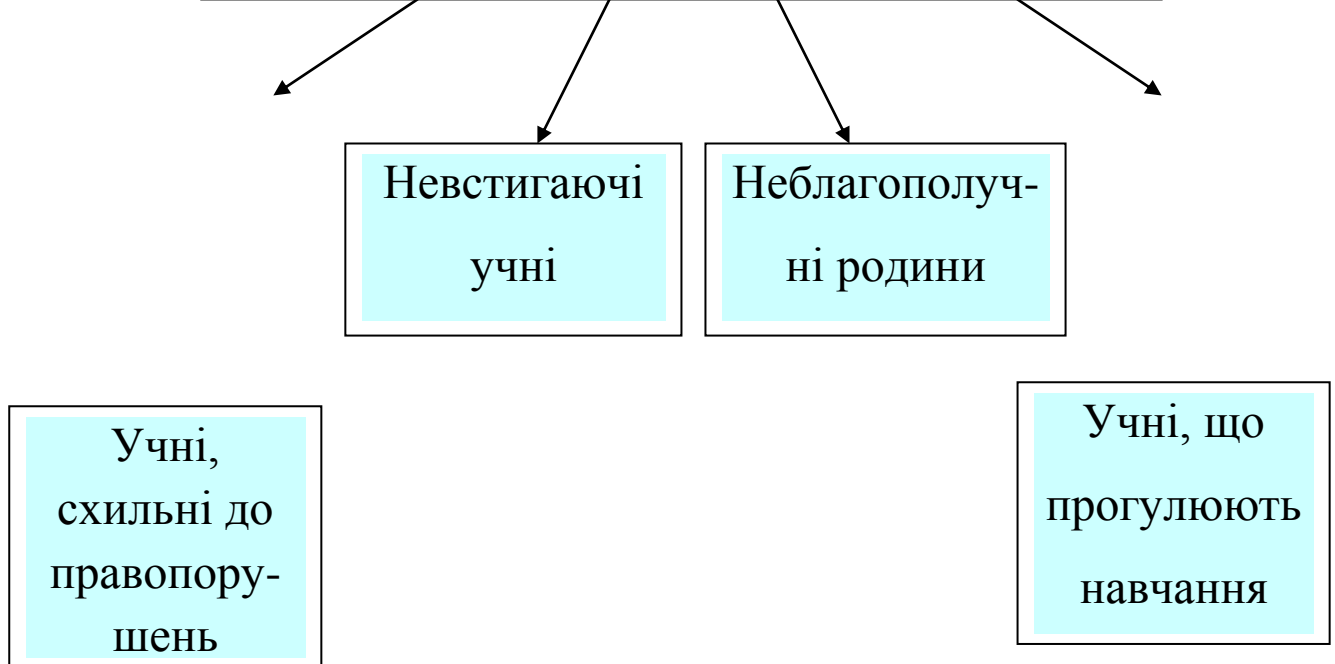 Невстигаючі
учні
Неблагополуч-
ні родини
Учні,
схильні до
правопору-
шень
Учні, що
прогулюють
навчання